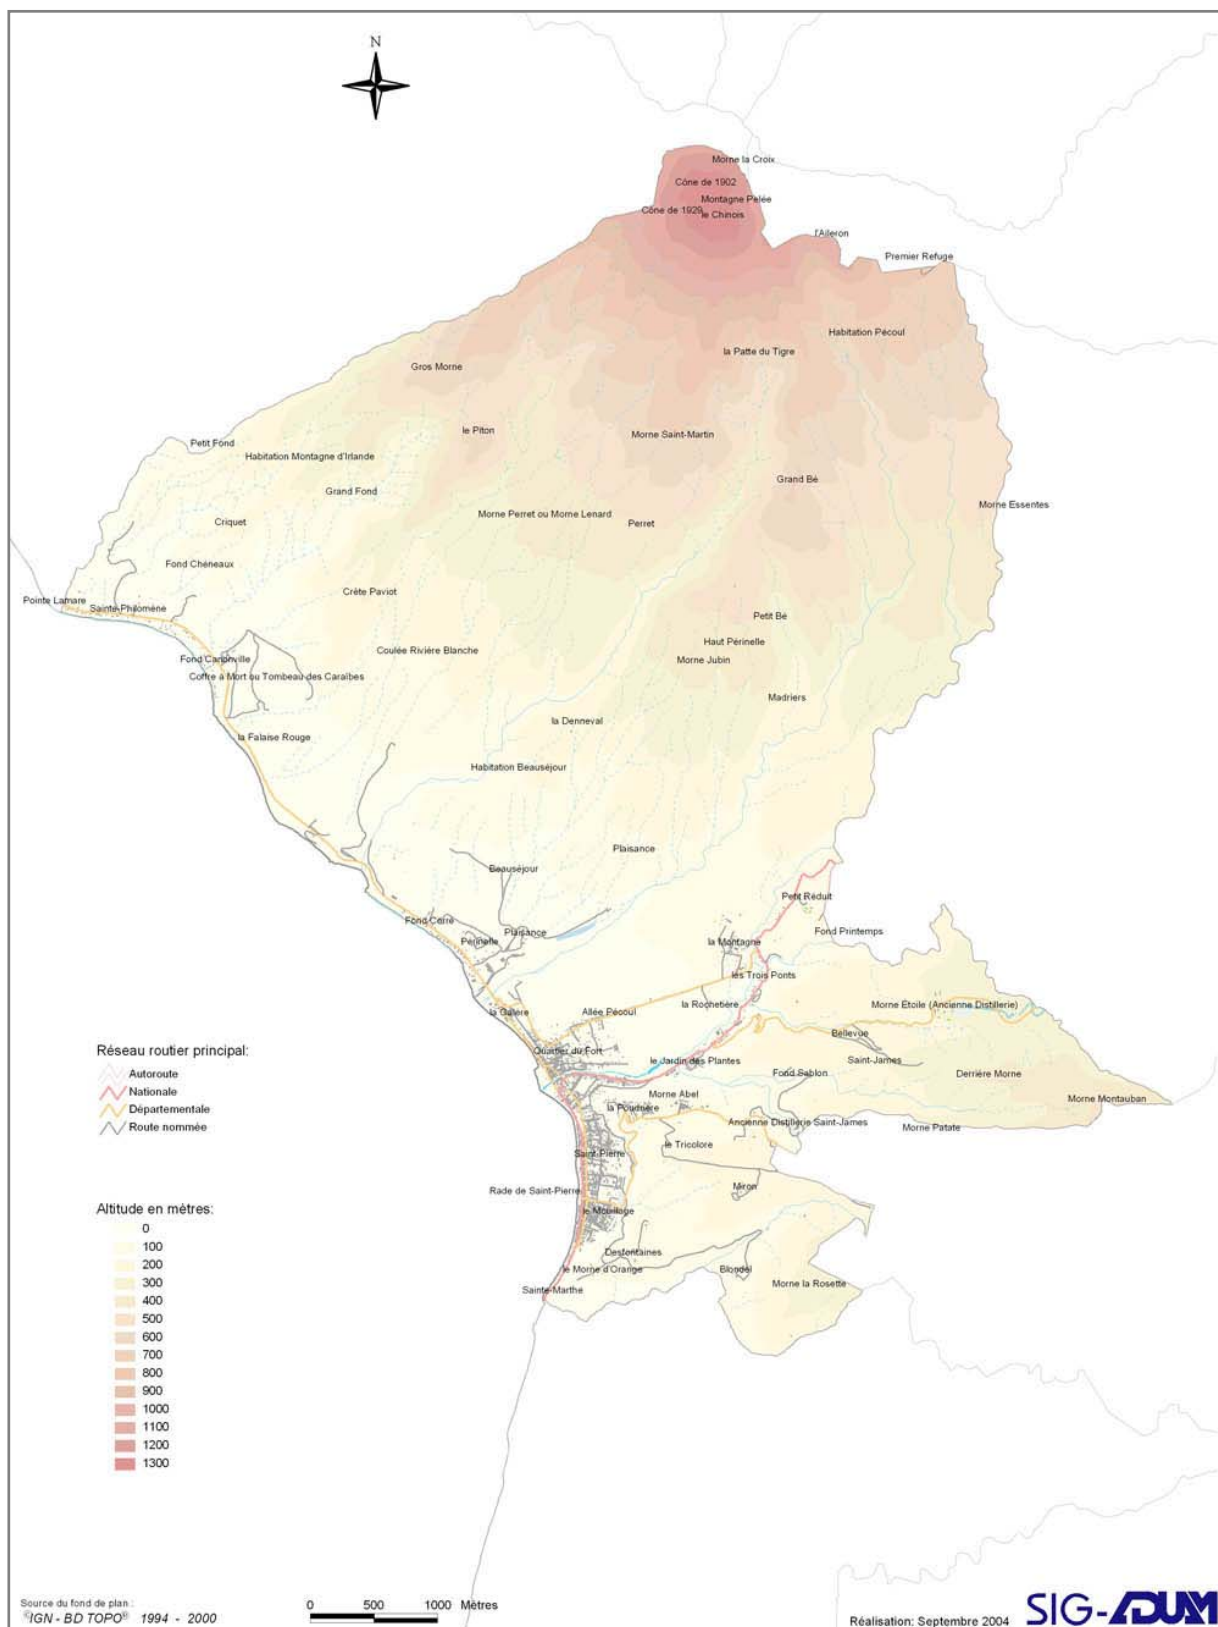 N
Morne la Croix
Cône de 1902
Montagne Pelée
Cône de 1929
le Chinois
l'Aileron
Premier Refuge
Habitation Pécoul
la Patte du Tigre
Gros Morne
le Piton
Morne Saint-Martin
Petit Fond
Habitation Montagne d'Irlande
Grand Bé
Grand Fond
Morne Essentes
Morne Perret ou Morne Lenard
Criquet
Perret
Fond Chéneaux
Crête Paviot
Pointe Lamare
Sainte-Philomène
Petit Bé
Haut Périnelle
Coulée Rivière Blanche
Fond Canonville
Morne Jubin
Coffre à Mort ou Tombeau des Caraïbes
Madriers
la Denneval
la Falaise Rouge
Habitation Beauséjour
Plaisance
Beauséjour
Petit Réduit
Fond Corré
Plaisance
Fond Printemps
Périnelle
la Montagne
les Trois Ponts
la Rochetière
Morne Étoile (Ancienne Distillerie)
la Galère
Allée Pécoul
Bellevue
Quartier du Fort
le Jardin des Plantes
Saint-James
Fond Sablon
Derrière Morne
Morne Abel
Morne Montauban
la Poudrière
Ancienne Distillerie Saint-James
Morne Patate
le Tricolore
Saint-Pierre
Miron
Rade de Saint-Pierre
le Mouillage
Desfontaines
le Morne d'Orange
Blondel
Morne la Rosette
Sainte-Marthe
Réseau routier principal:
Autoroute
Nationale
Départementale
Route nommée
Altitude en mètres:
0
100
200
300
400
500
600
700
800
900
1000
1100
1200
1300
Source du fond de plan :
©IGN - BD TOPO® 1994 - 2000
0 500 1000 Mètres
Réalisation: Septembre 2004
SIG-ADUAM